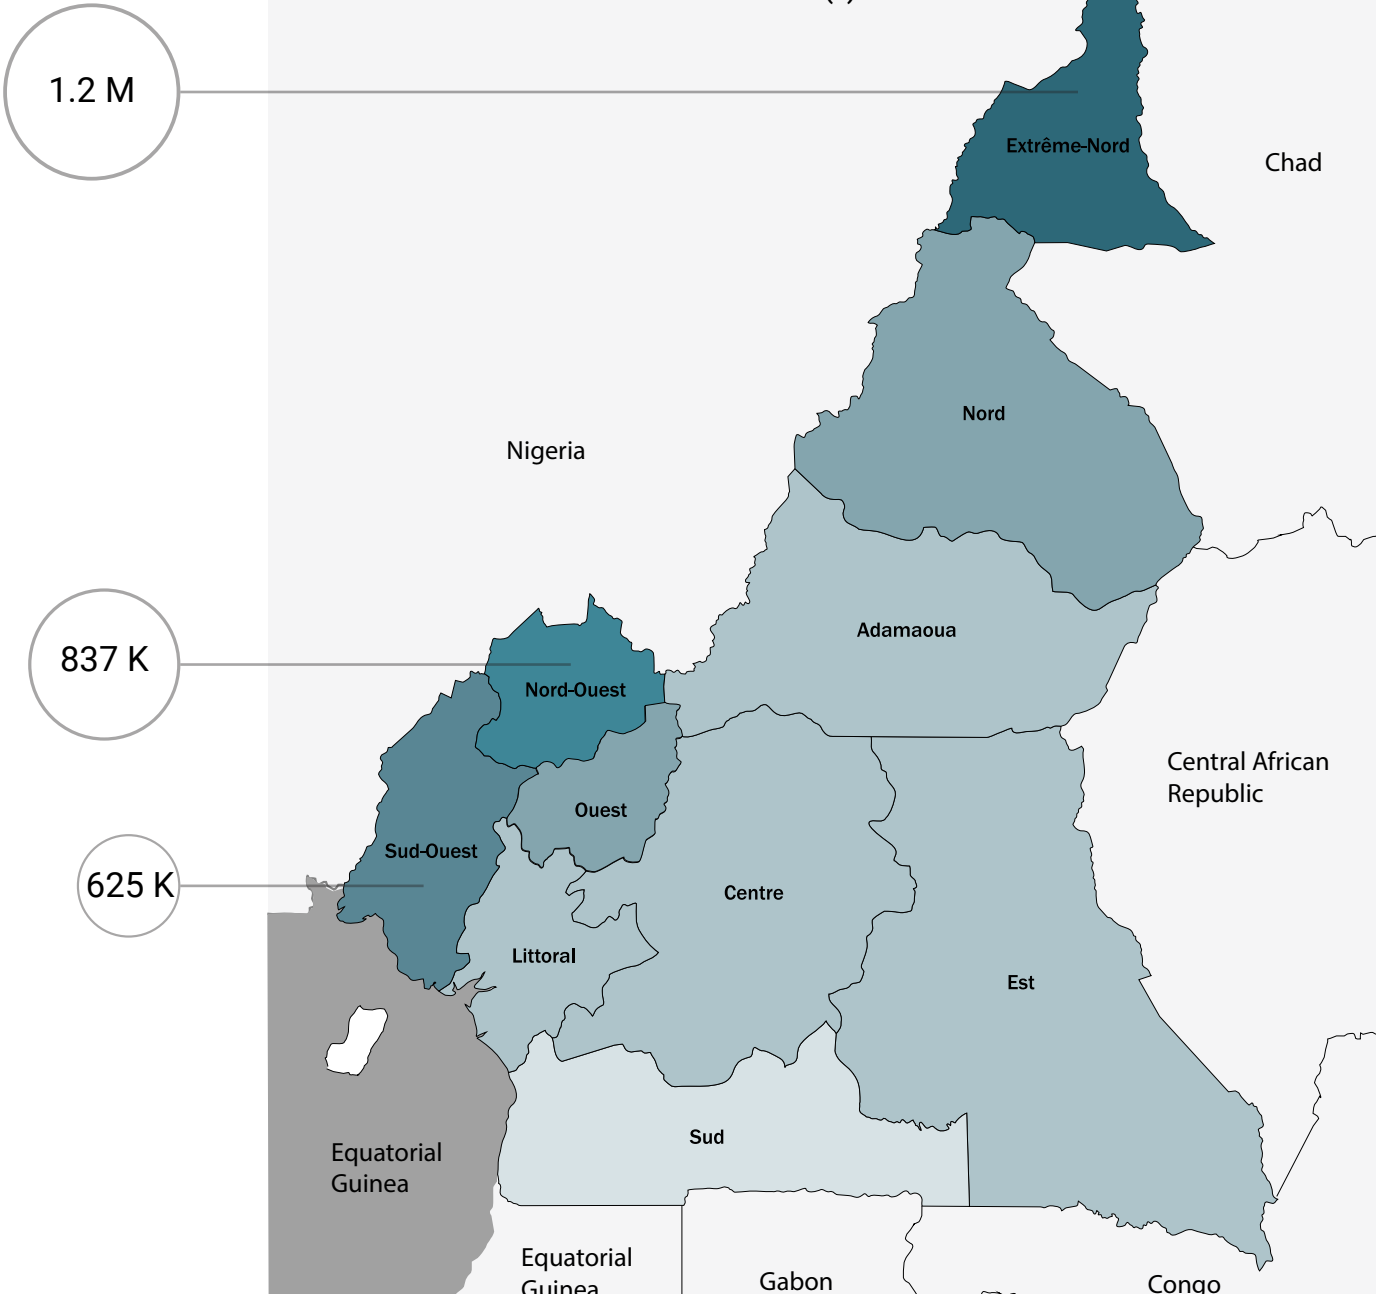 1.2 M
Extrême-Nord
Chad
Nord
Nigeria
Adamaoua
837 K
Nord-Ouest
Central African
Republic
Ouest
Sud-Ouest
625 K
Centre
Littoral
Est
Sud
Equatorial
Guinea
Equatorial
Guinea
Gabon
Congo